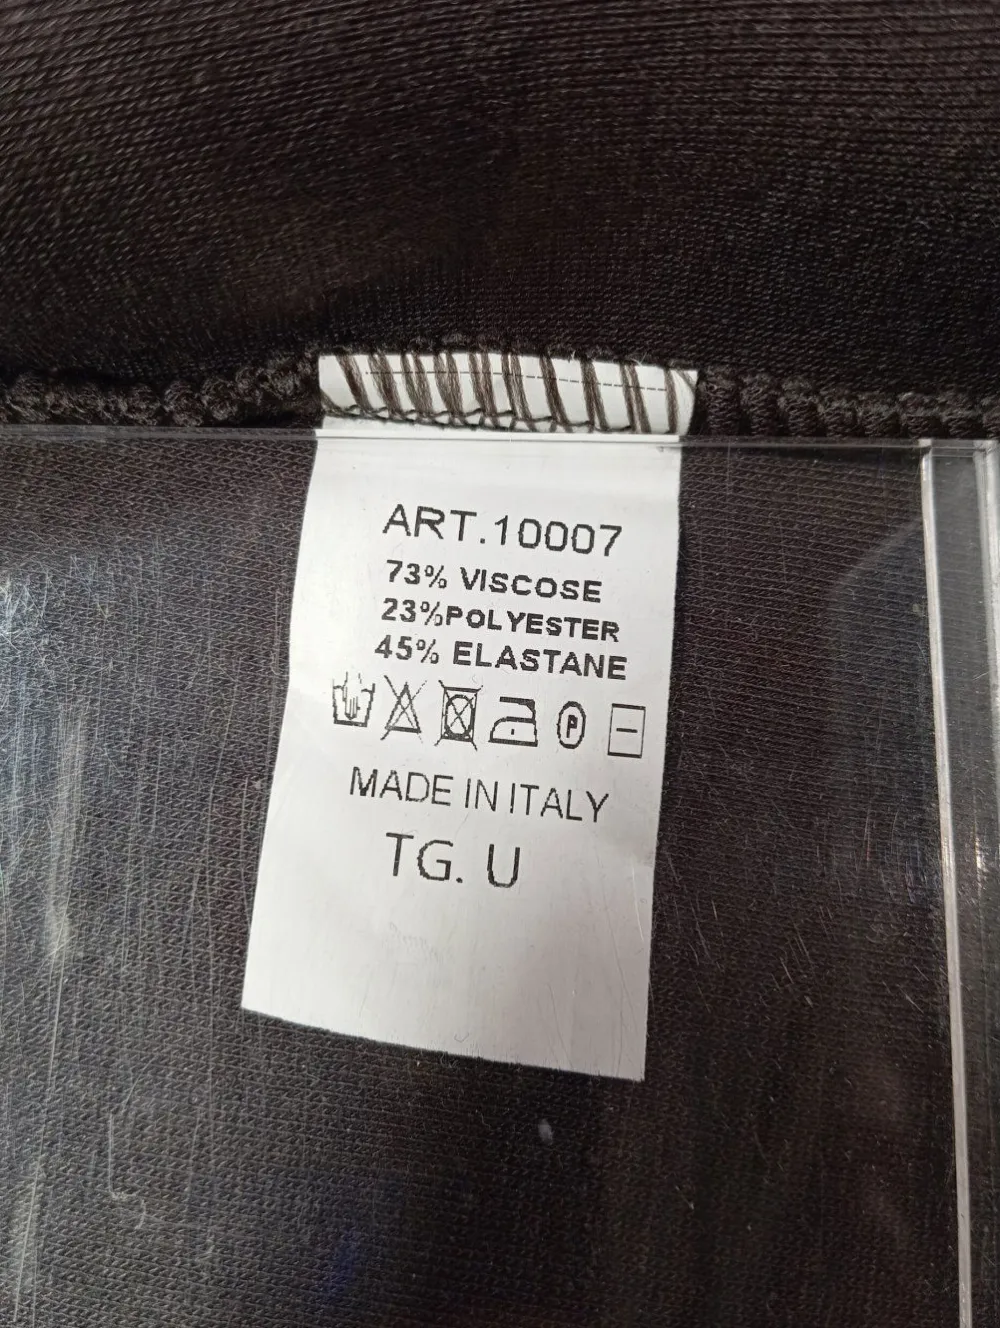 ART.10007
73% VISCOSE
23%POLYESTER
45% ELASTANE
P
MADE IN ITALY
TG. U